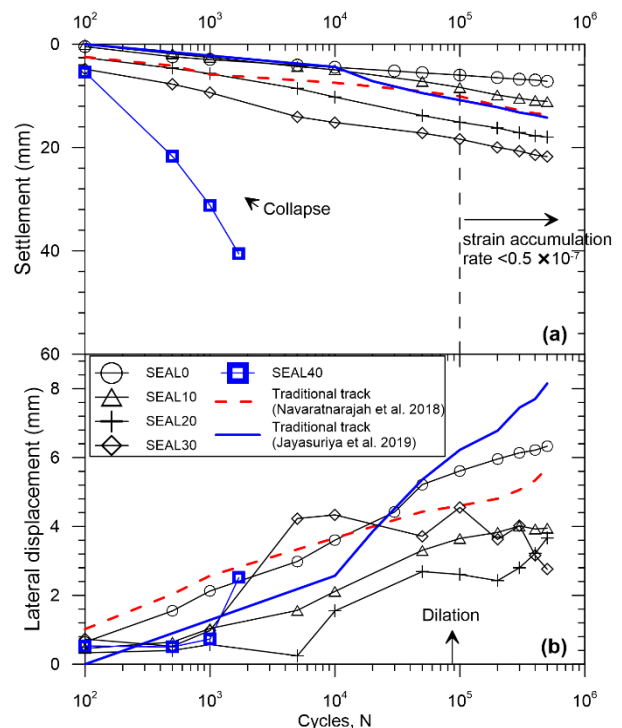 10² 10³ 10⁴ 10⁵ 10⁶
0
20
40
60
Settlement (mm)
Collapse
strain accumulation
rate <0.5 ×10⁻⁷
(a)
SEAL0
SEAL10
SEAL20
SEAL30
SEAL40
Traditional track
(Navaratnarajah et al. 2018)
Traditional track
(Jayasuriya et al. 2019)
8
6
4
2
0
Lateral displacement (mm)
Dilation
(b)
10² 10³ 10⁴ 10⁵ 10⁶
Cycles, N